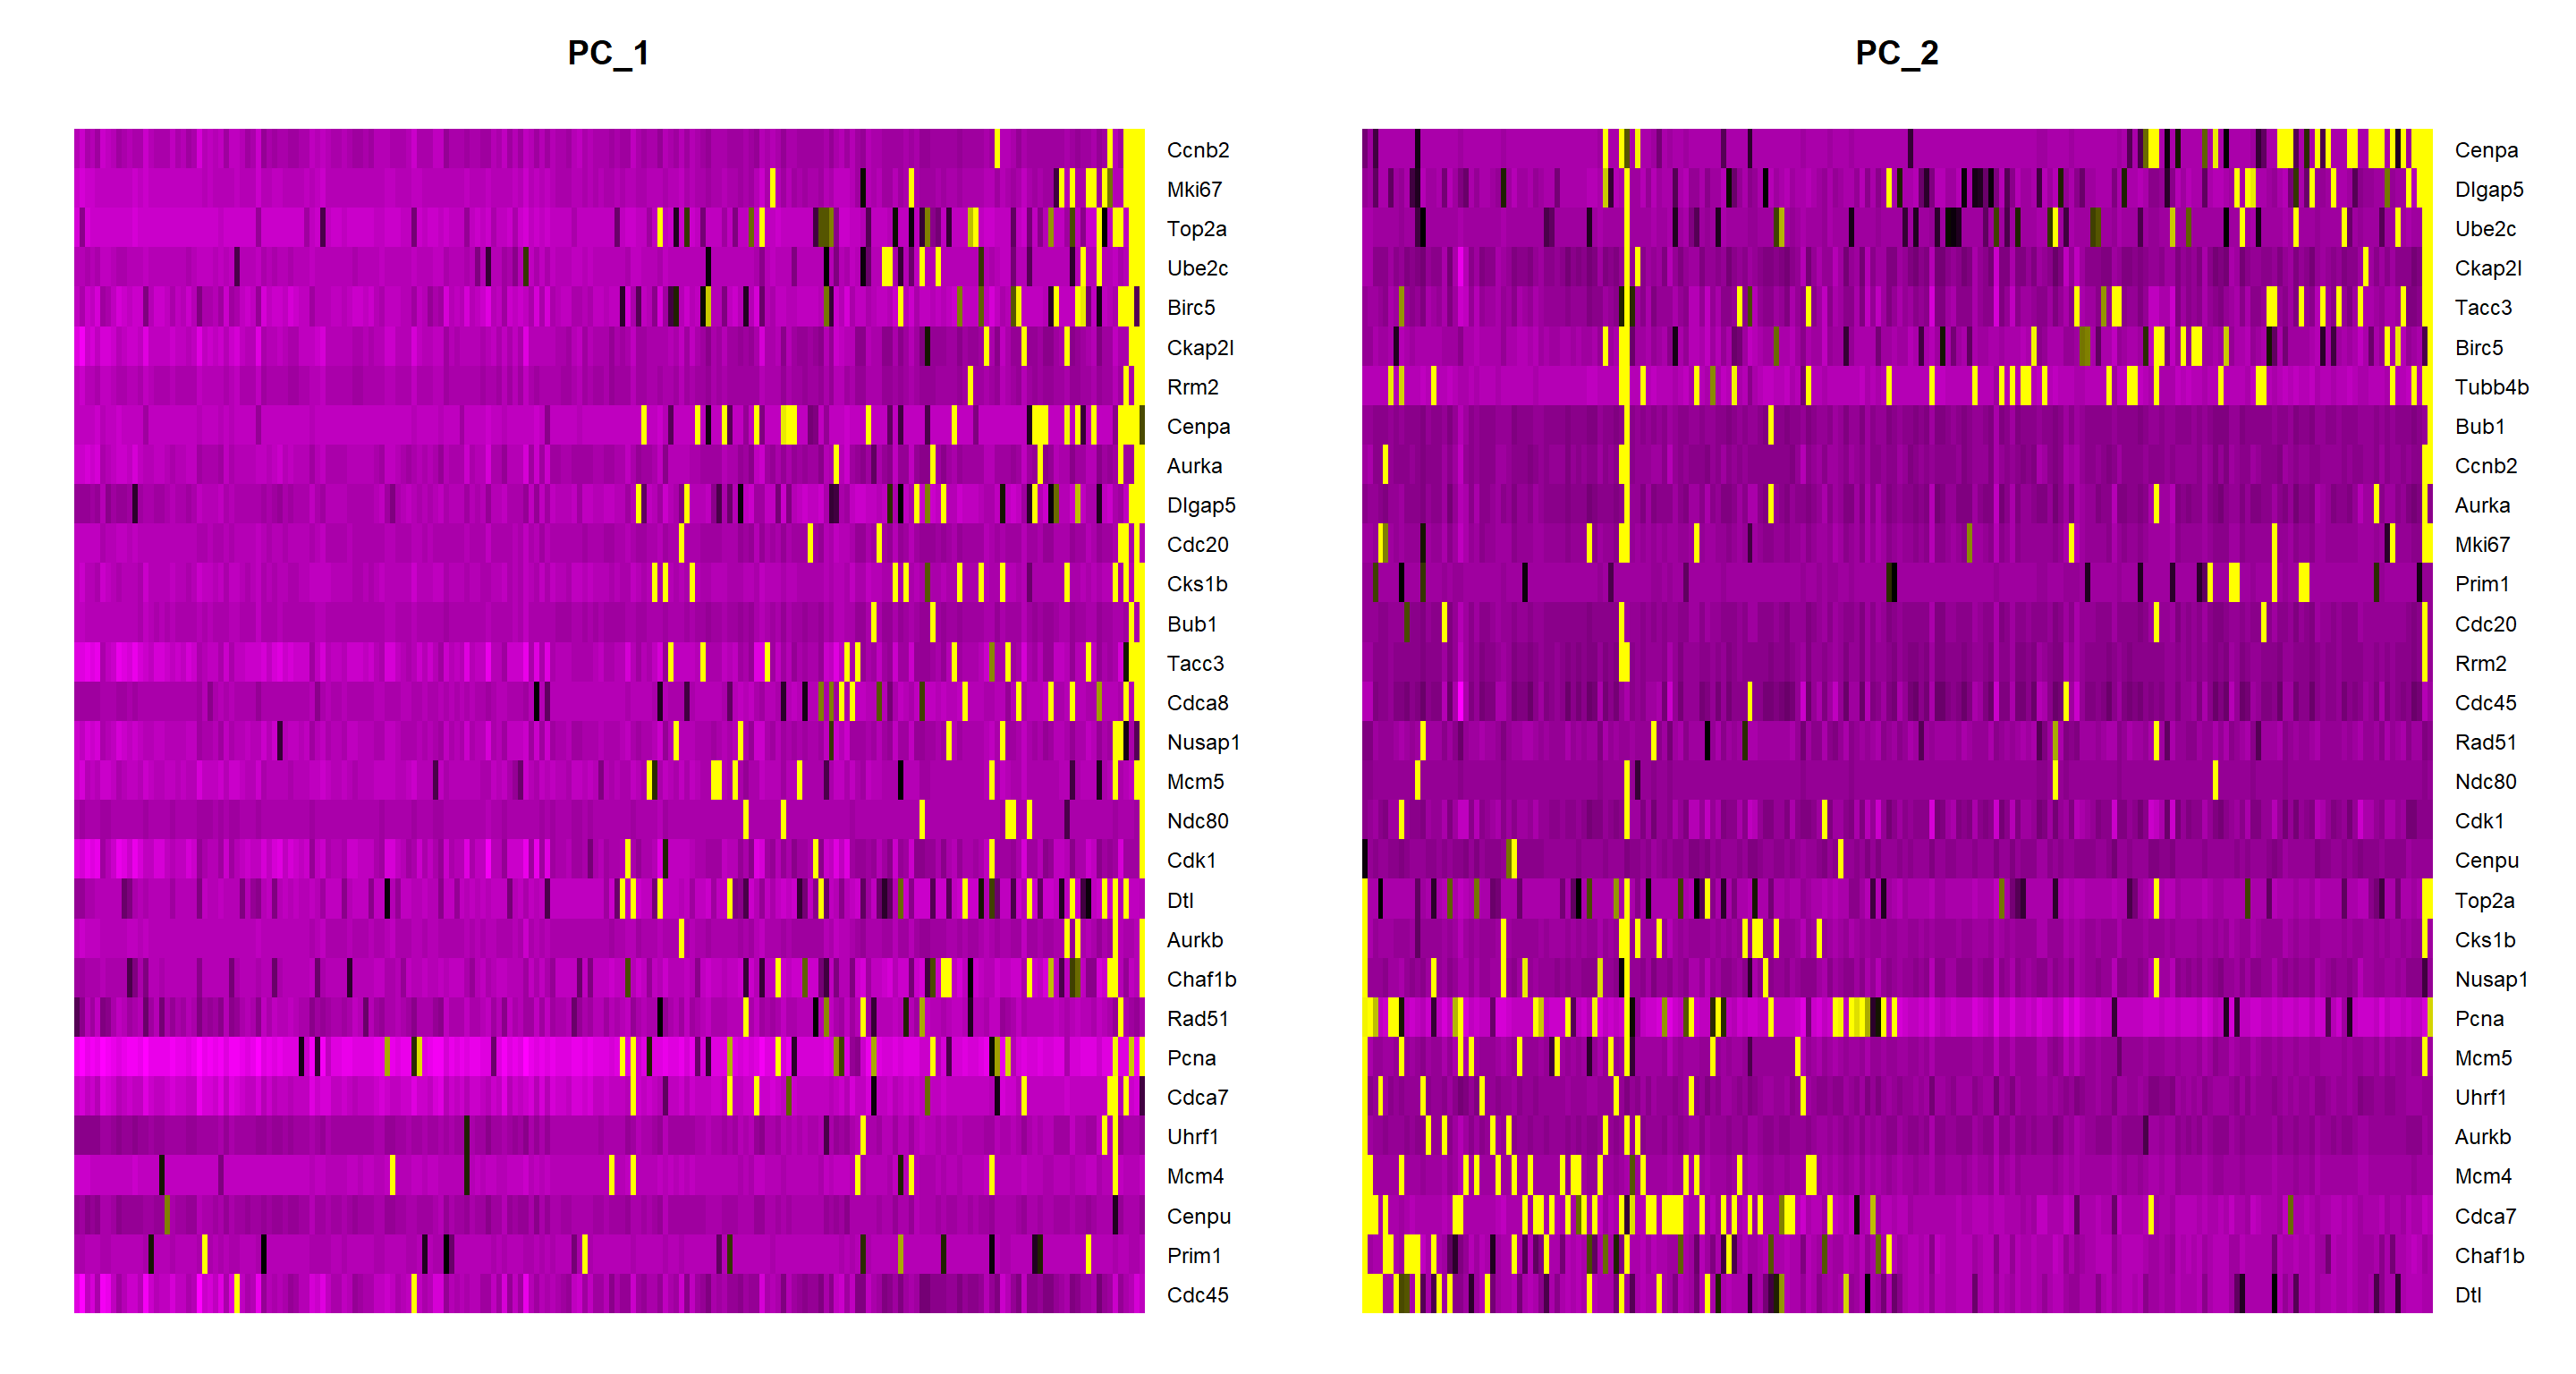 PC_1
Ccnb2
Mki67
Top2a
Ube2c
Birc5
Ckap2l
Rrm2
Cenpa
Aurka
Dlgap5
Cdc20
Cks1b
Bub1
Tacc3
Cdca8
Nusap1
Mcm5
Ndc80
Cdk1
Dtl
Aurkb
Chaf1b
Rad51
Pcna
Cdca7
Uhrf1
Mcm4
Cenpu
Prim1
Cdc45
PC_2
Cenpa
Dlgap5
Ube2c
Ckap2l
Tacc3
Birc5
Tubb4b
Bub1
Ccnb2
Aurka
Mki67
Prim1
Cdc20
Rrm2
Cdc45
Rad51
Ndc80
Cdk1
Cenpu
Top2a
Cks1b
Nusap1
Pcna
Mcm5
Uhrf1
Aurkb
Mcm4
Cdca7
Chaf1b
Dtl